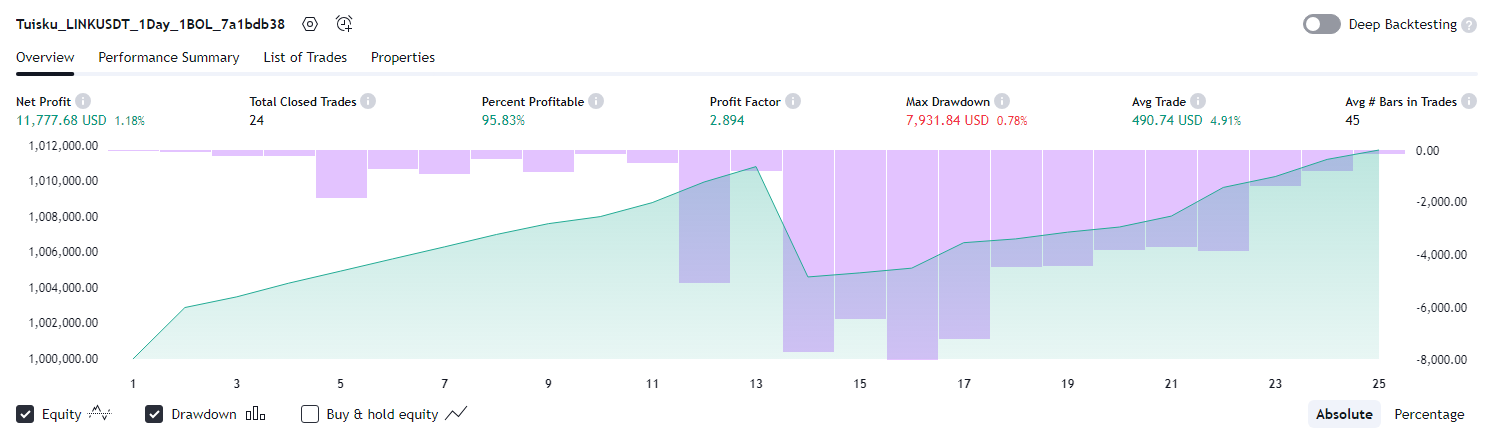 Tuisku_LINKUSDT_1Day_1BOL_7a1bdb38 Deep Backtesting ?
Overview Performance Summary List of Trades Properties
Net Profit i Total Closed Trades i Percent Profitable i Profit Factor i Max Drawdown i Avg Trade i Avg # Bars in Trades i
11,777.68 USD 1.18% 24 95.83% 2.894 7,931.84 USD 0.78% 490.74 USD 4.91% 45
1,012,000.00 0.00
1,010,000.00
1,008,000.00 -2,000.00
1,006,000.00 -4,000.00
1,004,000.00
1,002,000.00 -6,000.00
1,000,000.00 -8,000.00
1 3 5 7 9 11 13 15 17 19 21 23 25
Equity Drawdown Buy & hold equity Absolute Percentage